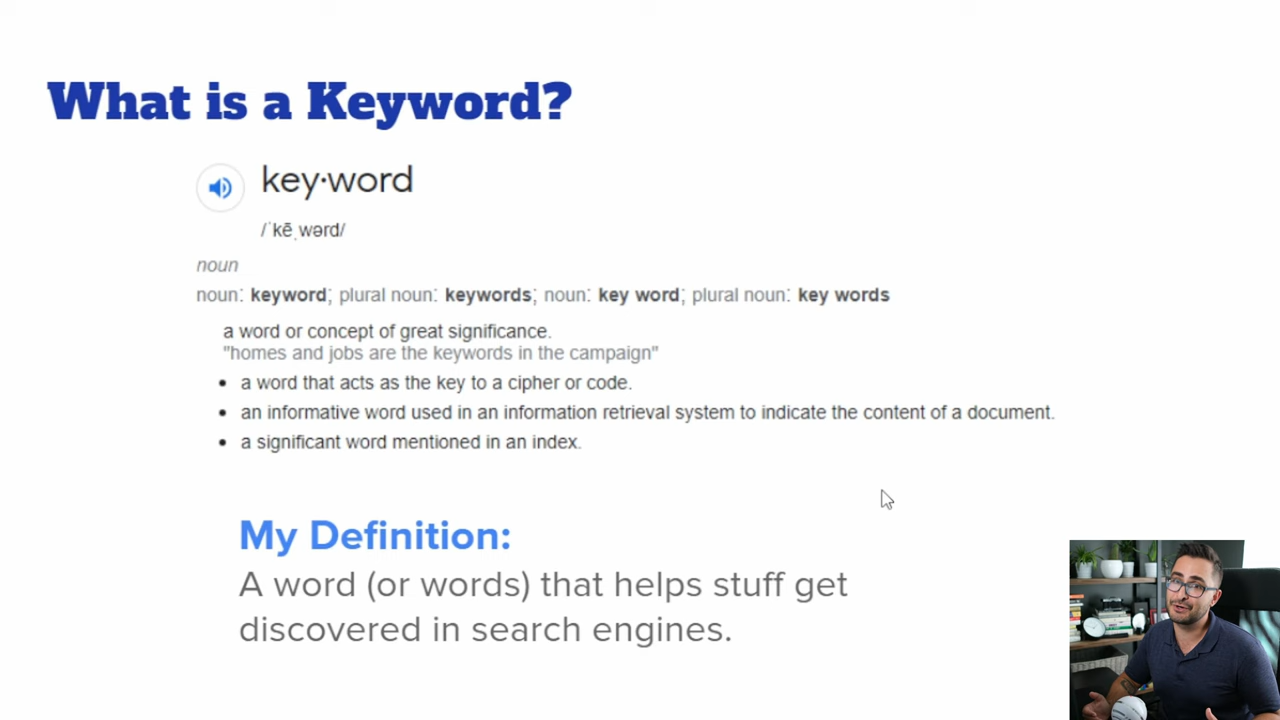 What is a Keyword?
key·word
/ˈkēˌwərd/
noun
noun: keyword; plural noun: keywords; noun: key word; plural noun: key words
a word or concept of great significance.
"homes and jobs are the keywords in the campaign"
• a word that acts as the key to a cipher or code.
• an informative word used in an information retrieval system to indicate the content of a document.
• a significant word mentioned in an index.
My Definition:
A word (or words) that helps stuff get
discovered in search engines.